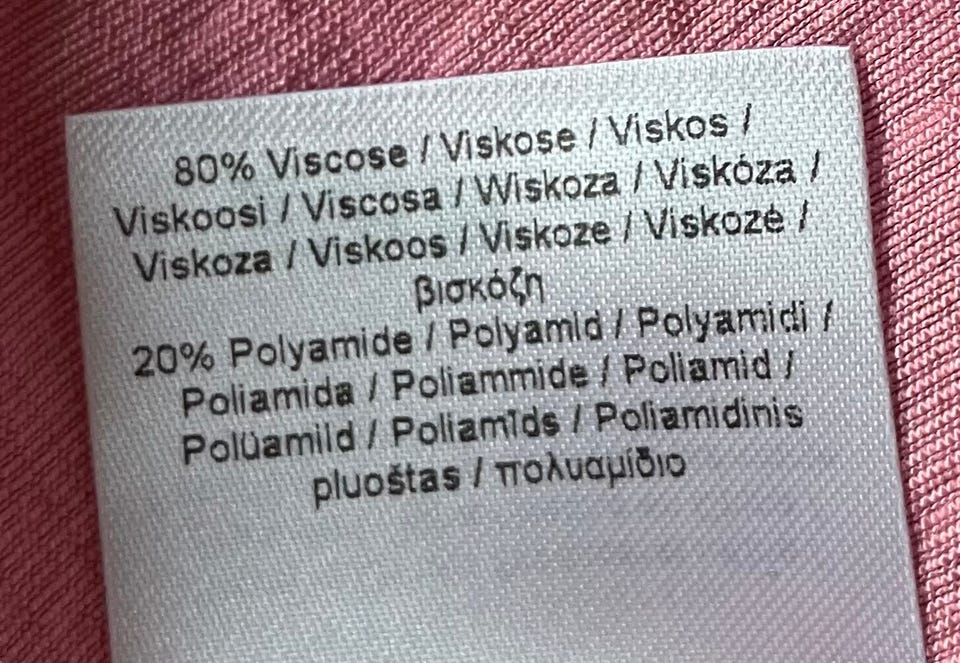 80% Viscose / Viskose / Viskos /
Viskoosi / Viscosa / Wiskoza / Viskóza /
Viskoza / Viskoos / Viskoze / Viskozė /
βισκόζη
20% Polyamide / Polyamid / Polyamidi /
Poliamida / Poliammide / Poliamid /
Polüamiid / Poliamīds / Poliamidinis
pluoštas / πολυαμίδιο